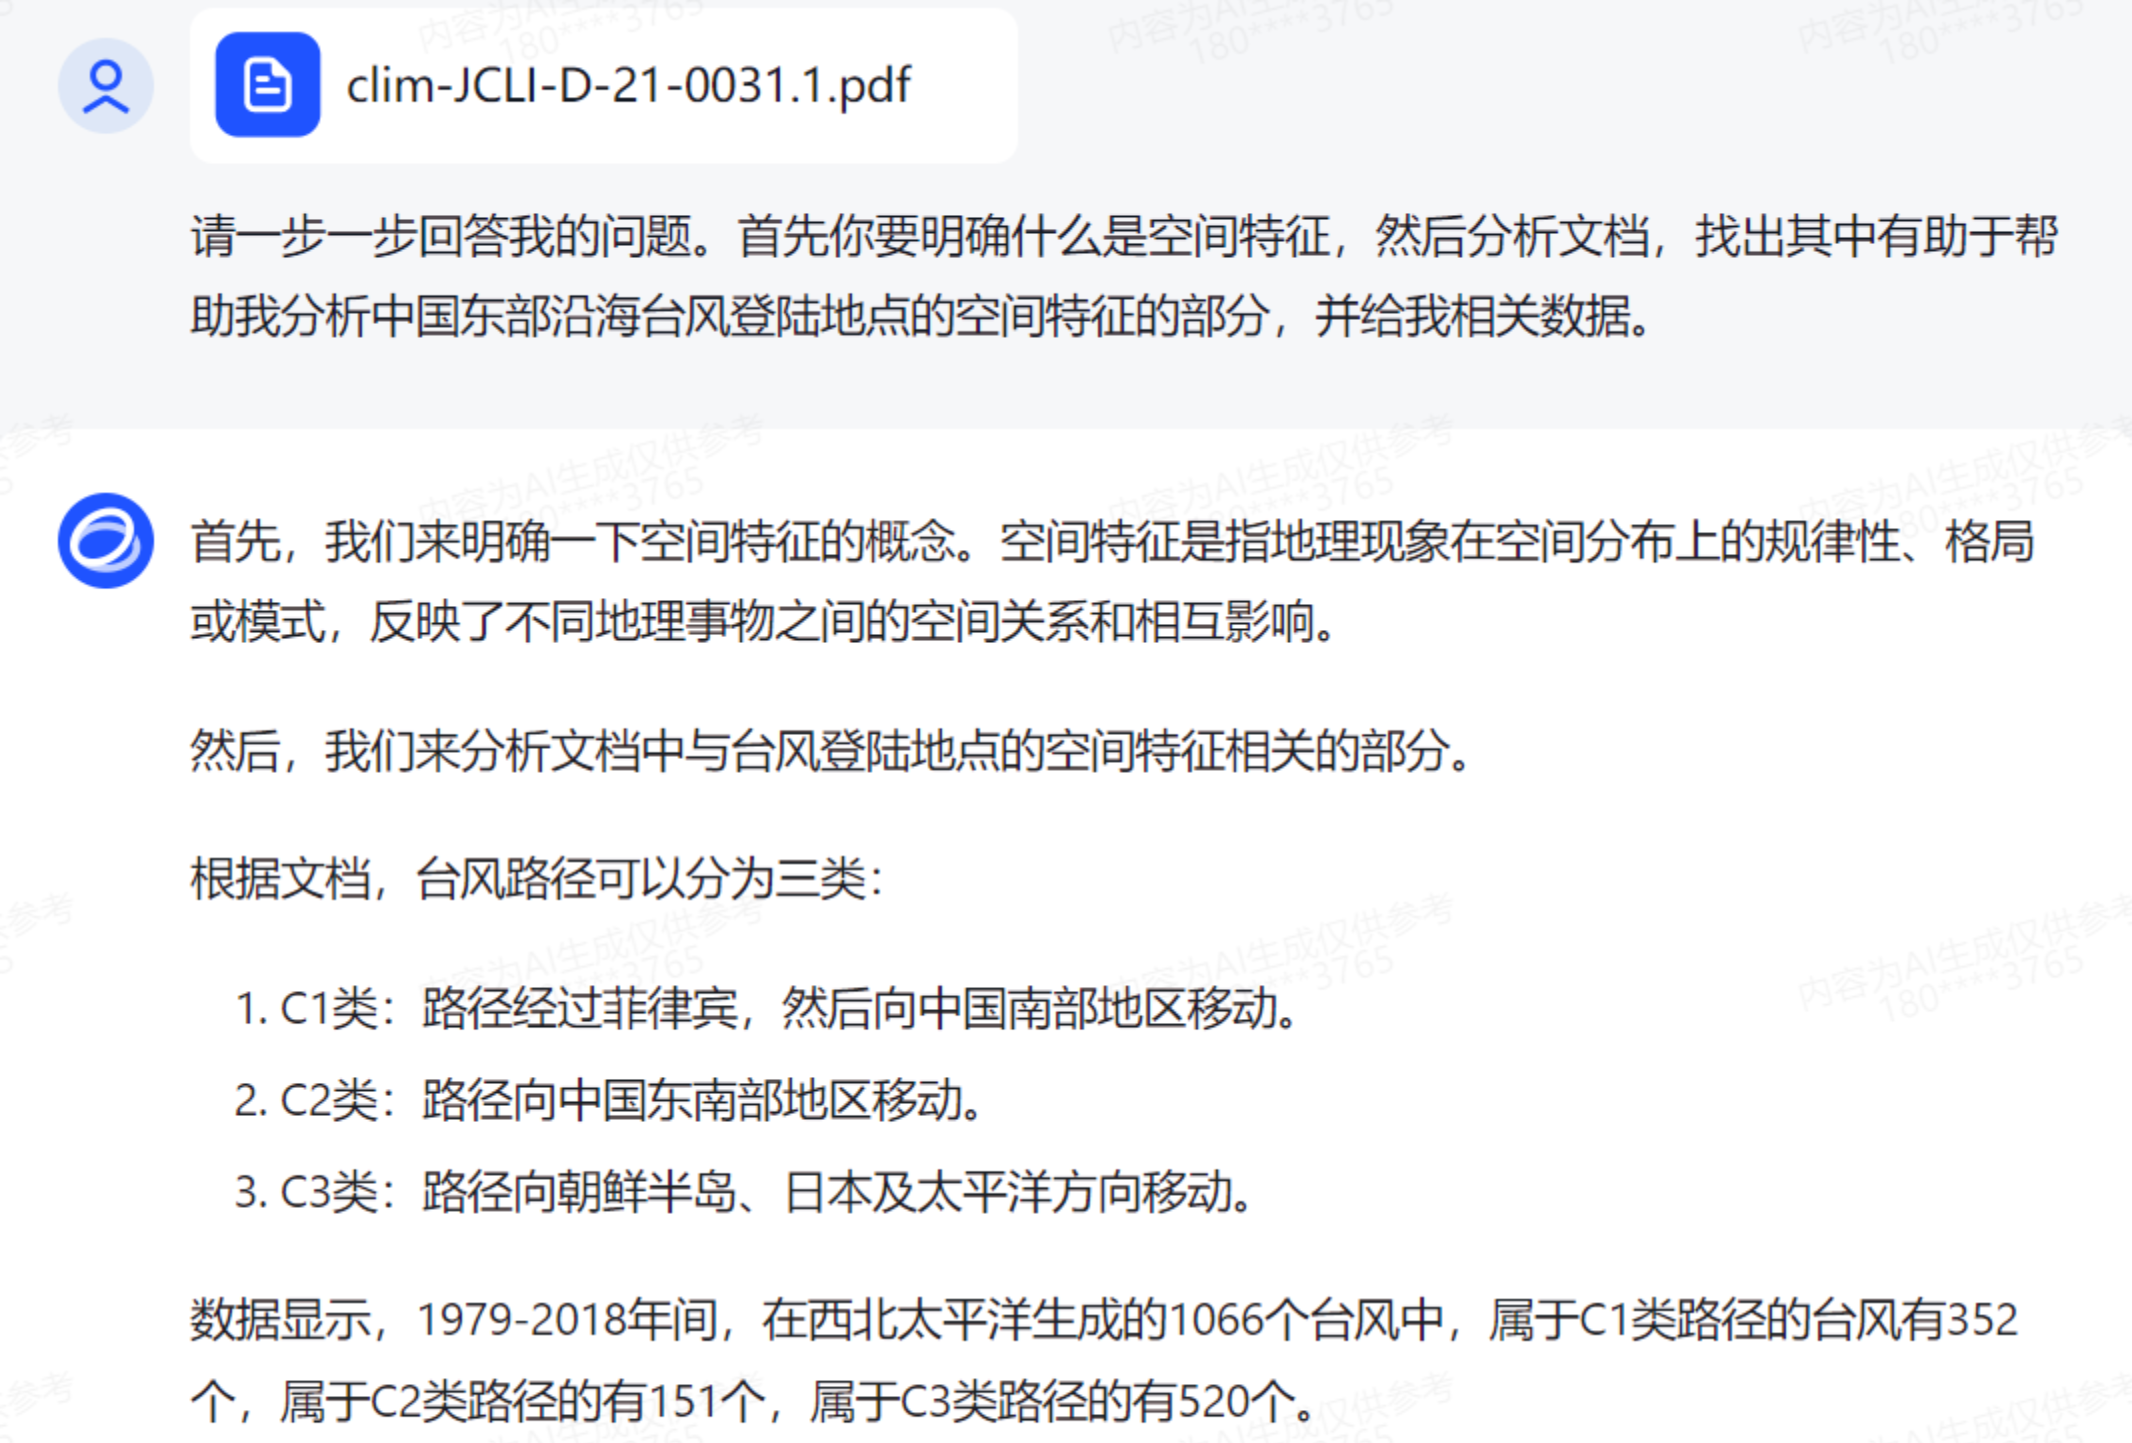 内容为AI生成仅供参考
180****3765
clim-JCLI-D-21-0031.1.pdf
请一步一步回答我的问题。首先你要明确什么是空间特征，然后分析文档，找出其中有助于帮
助我分析中国东部沿海台风登陆地点的空间特征的部分，并给我相关数据。
首先，我们来明确一下空间特征的概念。空间特征是指地理现象在空间分布上的规律性、格局
或模式，反映了不同地理事物之间的空间关系和相互影响。
然后，我们来分析文档中与台风登陆地点的空间特征相关的部分。
根据文档，台风路径可以分为三类：
1. C1类：路径经过菲律宾，然后向中国南部地区移动。
2. C2类：路径向中国东南部地区移动。
3. C3类：路径向朝鲜半岛、日本及太平洋方向移动。
数据显示，1979-2018年间，在西北太平洋生成的1066个台风中，属于C1类路径的台风有352
个，属于C2类路径的有151个，属于C3类路径的有520个。